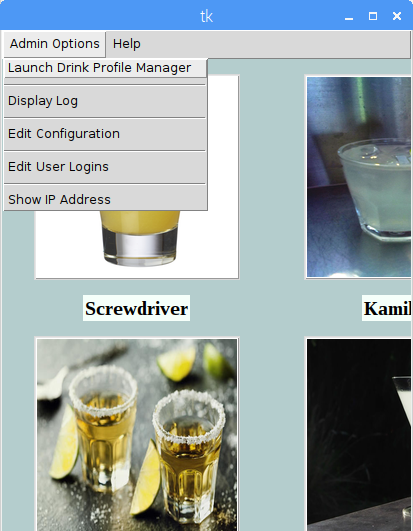 tk
Admin Options Help
Launch Drink Profile Manager
Display Log
Edit Configuration
Edit User Logins
Show IP Address
Screwdriver